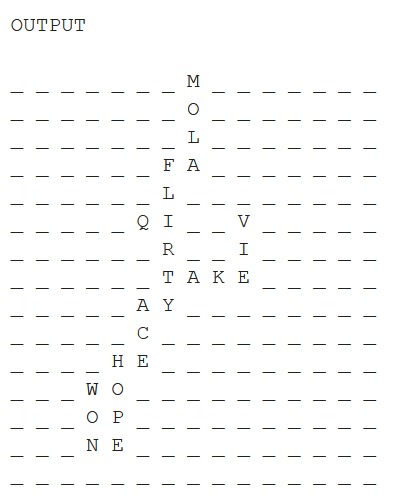 OUTPUT
_ _ _ _ _ _ _ M _ _ _ _ _ _ _
_ _ _ _ _ _ _ O _ _ _ _ _ _ _
_ _ _ _ _ _ _ L _ _ _ _ _ _ _
_ _ _ _ _ _ F A _ _ _ _ _ _ _
_ _ _ _ _ _ L _ _ _ _ _ _ _ _
_ _ _ _ _ Q I _ _ V _ _ _ _ _
_ _ _ _ _ _ R _ _ I _ _ _ _ _
_ _ _ _ _ _ T A K E _ _ _ _ _
_ _ _ _ _ A Y _ _ _ _ _ _ _ _
_ _ _ _ _ C _ _ _ _ _ _ _ _ _
_ _ _ _ H E _ _ _ _ _ _ _ _ _
_ _ _ W O _ _ _ _ _ _ _ _ _ _
_ _ _ O P _ _ _ _ _ _ _ _ _ _
_ _ _ N E _ _ _ _ _ _ _ _ _ _
_ _ _ _ _ _ _ _ _ _ _ _ _ _ _